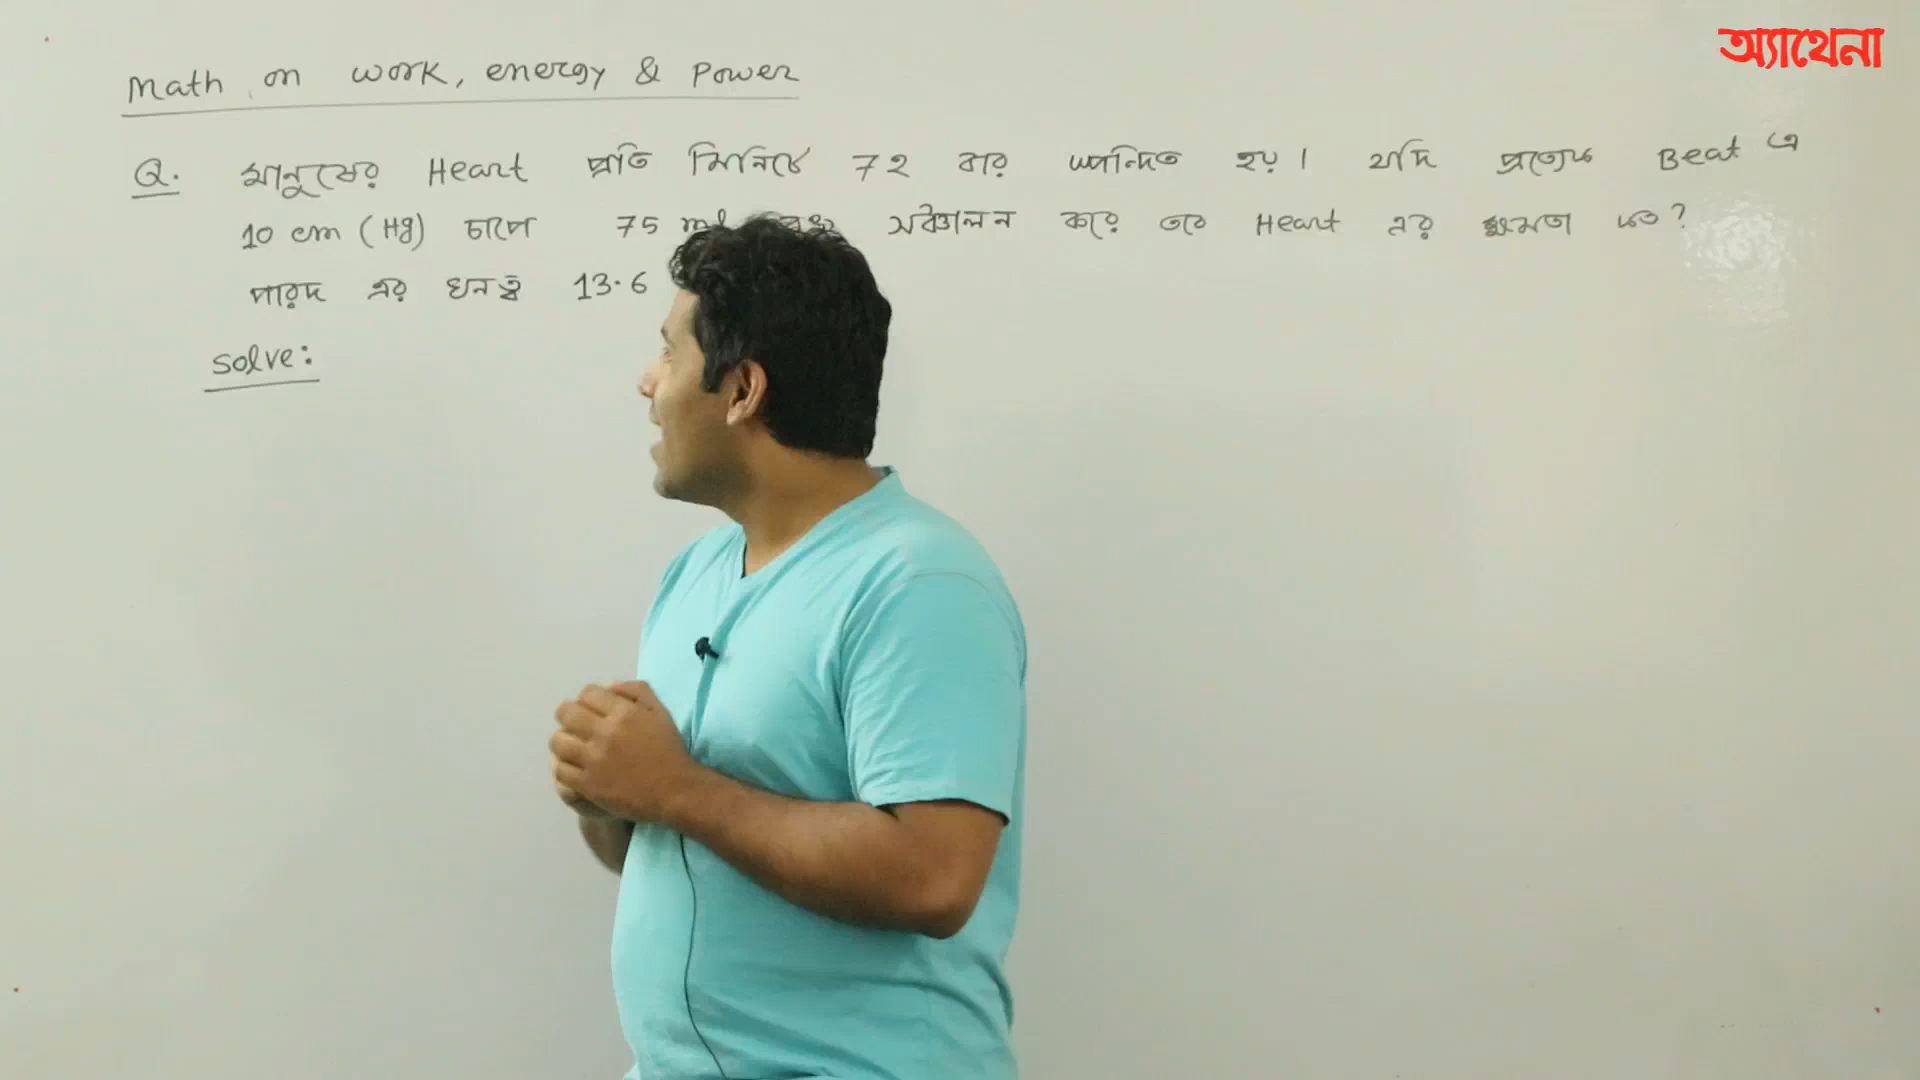 অ্যাথেনা
Math on work, energy & Power
Q. মানুষের Heart প্রতি মিনিটে 72 বার স্পন্দিত হয়। যদি প্রত্যেক Beat এ
10 cm (Hg) চাপে 75 ml সঞ্চালন করে তবে Heart এর ক্ষমতা কত?
পারদ এর ঘনত্ব 13.6
Solve: